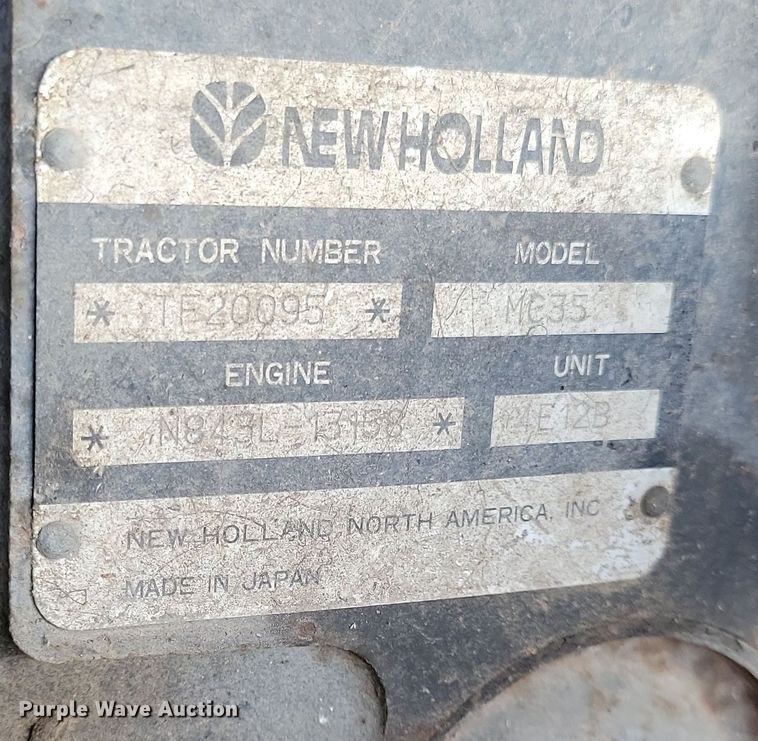 NEW HOLLAND
TRACTOR NUMBER MODEL
* TE20095 * MC35
ENGINE UNIT
* N843L-13158 *
NEW HOLLAND NORTH AMERICA, INC
MADE IN JAPAN
Purple Wave Auction